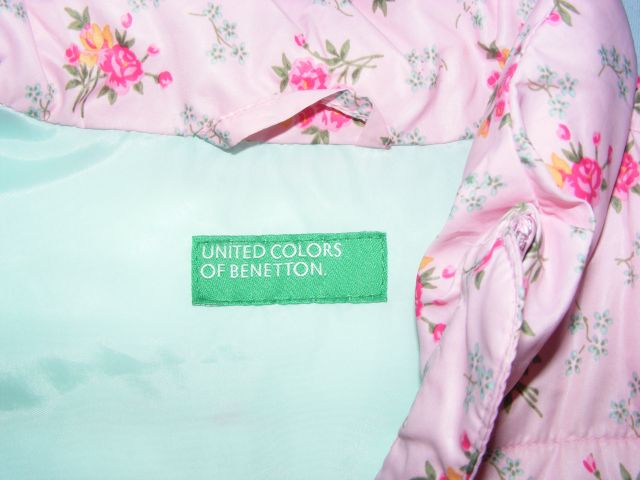 UNITED COLORS
OF BENETTON.